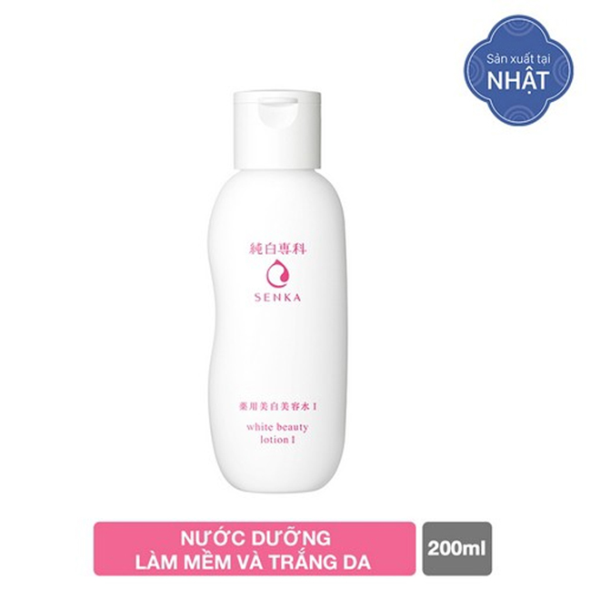 Sản xuất tại
NHẬT
純白専科
SENKA
薬用美白美容水 I
white beauty
lotion I
NƯỚC DƯỠNG
LÀM MỀM VÀ TRẮNG DA
200ml